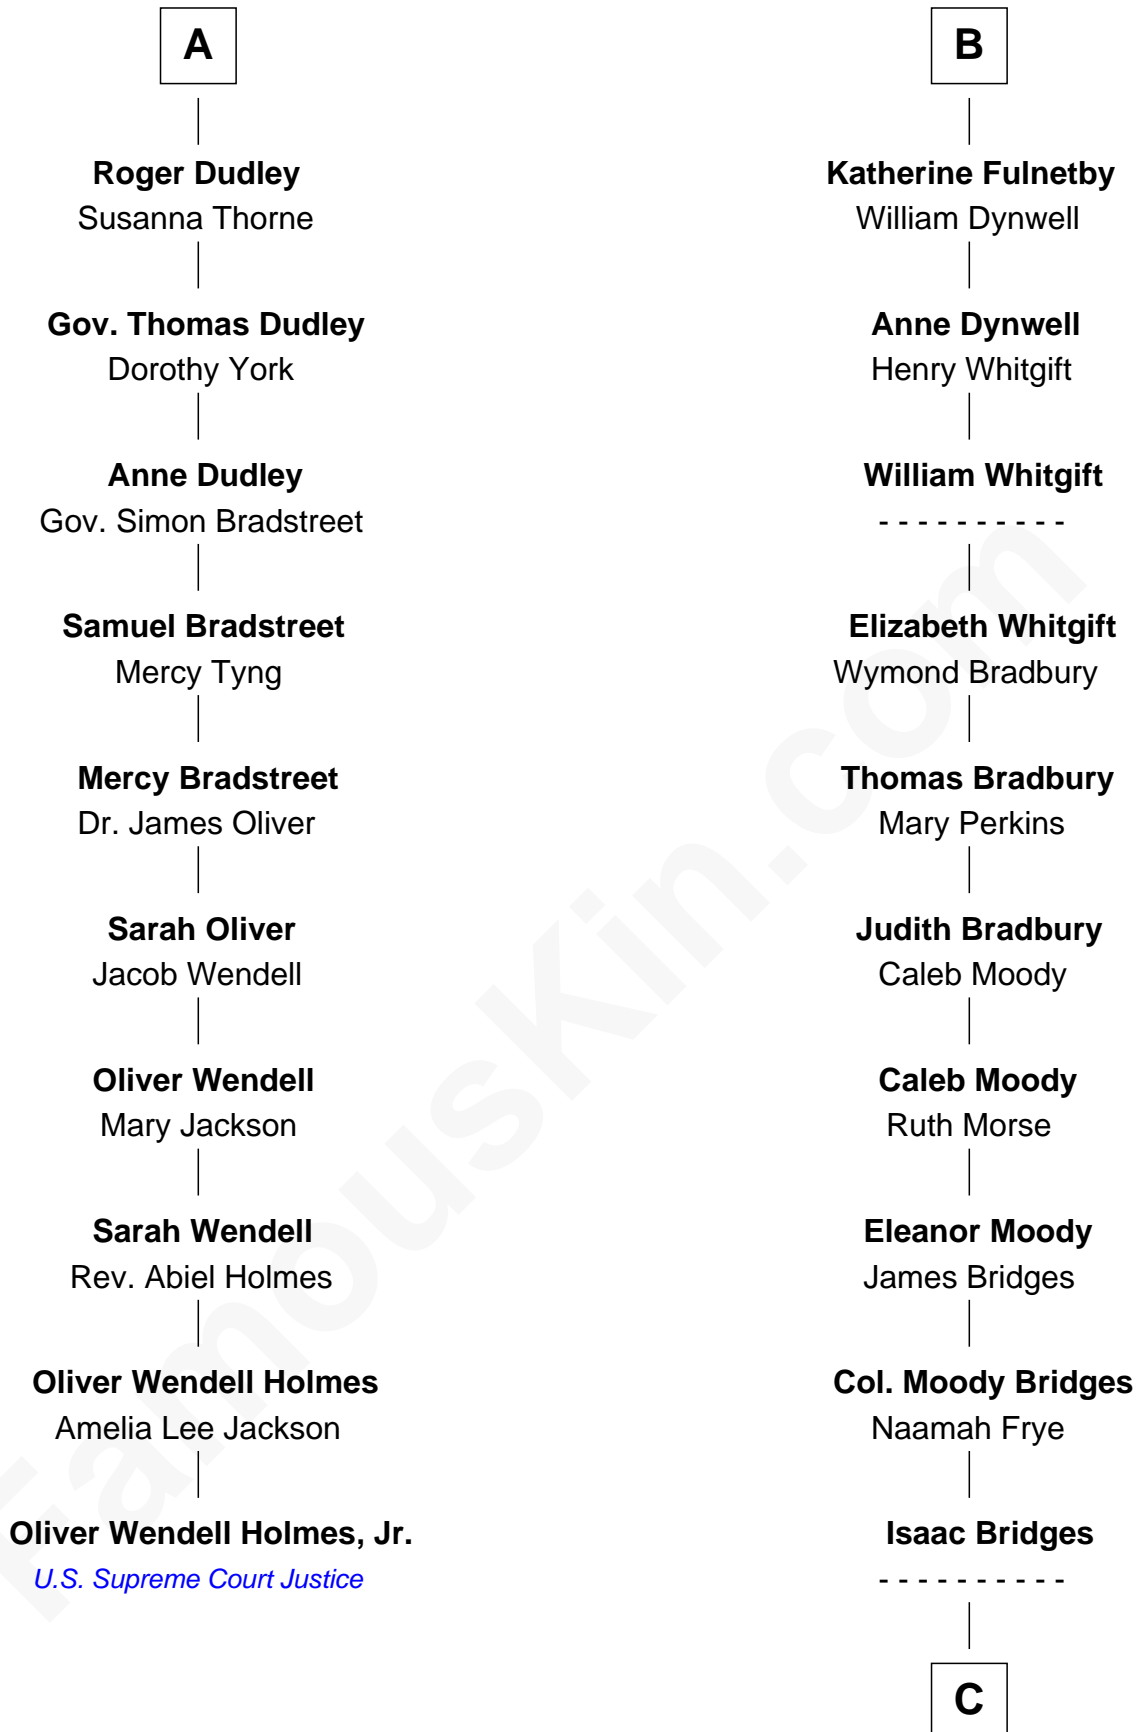 A
Roger Dudley
Susanna Thorne
Gov. Thomas Dudley
Dorothy York
Anne Dudley
Gov. Simon Bradstreet
Samuel Bradstreet
Mercy Tyng
Mercy Bradstreet
Dr. James Oliver
Sarah Oliver
Jacob Wendell
Oliver Wendell
Mary Jackson
Sarah Wendell
Rev. Abiel Holmes
Oliver Wendell Holmes
Amelia Lee Jackson
Oliver Wendell Holmes, Jr.
U.S. Supreme Court Justice
B
Katherine Fulnetby
William Dynwell
Anne Dynwell
Henry Whitgift
William Whitgift
- - - - - - - - - -
Elizabeth Whitgift
Wymond Bradbury
Thomas Bradbury
Mary Perkins
Judith Bradbury
Caleb Moody
Caleb Moody
Ruth Morse
Eleanor Moody
James Bridges
Col. Moody Bridges
Naamah Frye
Isaac Bridges
- - - - - - - - - -
C
FamousKin.com